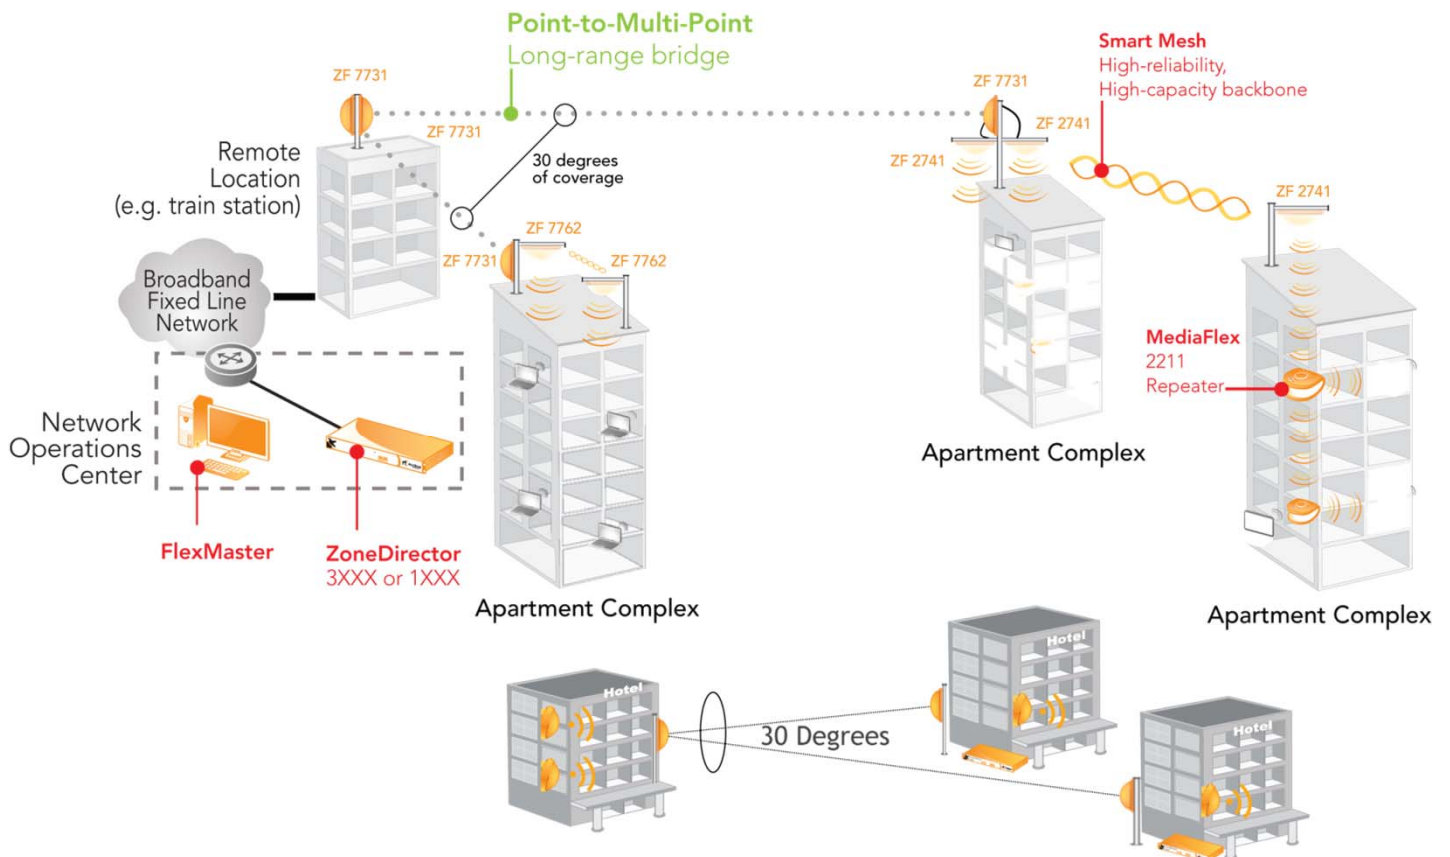 Point-to-Multi-Point
Long-range bridge
Smart Mesh
High-reliability,
High-capacity backbone
ZF 7731
ZF 7731
ZF 7731
ZF 2741
ZF 2741
ZF 2741
Remote
Location
(e.g. train station)
30 degrees
of coverage
ZF 7762
ZF 7731
ZF 7762
Broadband
Fixed Line
Network
MediaFlex
2211
Repeater
Network
Operations
Center
Apartment Complex
FlexMaster
ZoneDirector
3XXX or 1XXX
Apartment Complex
Apartment Complex
Hotel
Hotel
30 Degrees
Hotel